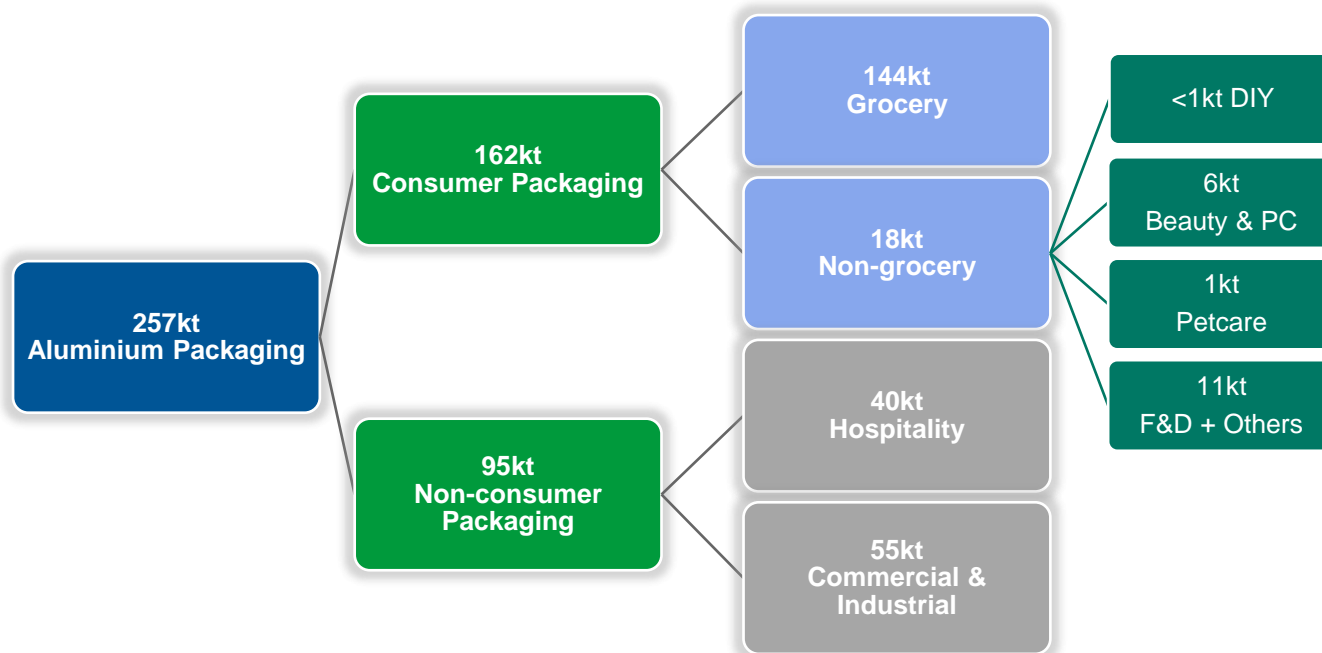 257kt
Aluminium Packaging
162kt
Consumer Packaging
95kt
Non-consumer
Packaging
144kt
Grocery
18kt
Non-grocery
40kt
Hospitality
55kt
Commercial &
Industrial
<1kt DIY
6kt
Beauty & PC
1kt
Petcare
11kt
F&D + Others